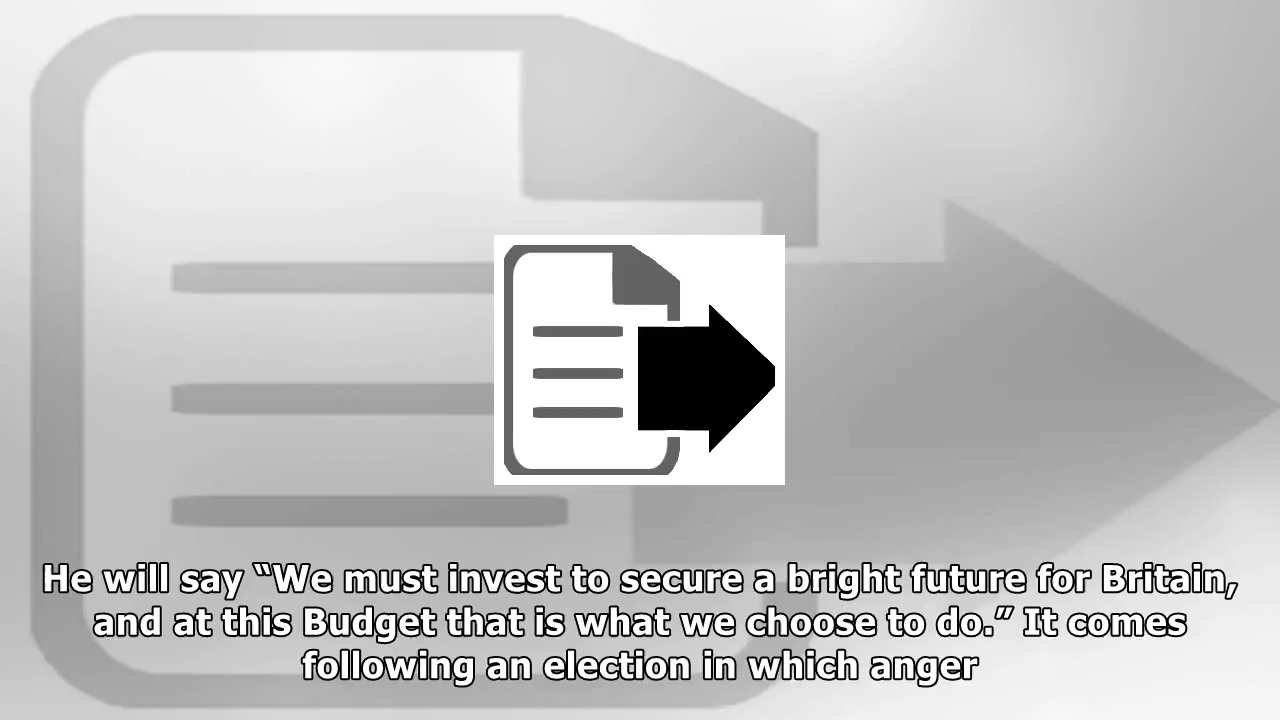 He will say “We must invest to secure a bright future for Britain,
and at this Budget that is what we choose to do.” It comes
following an election in which anger